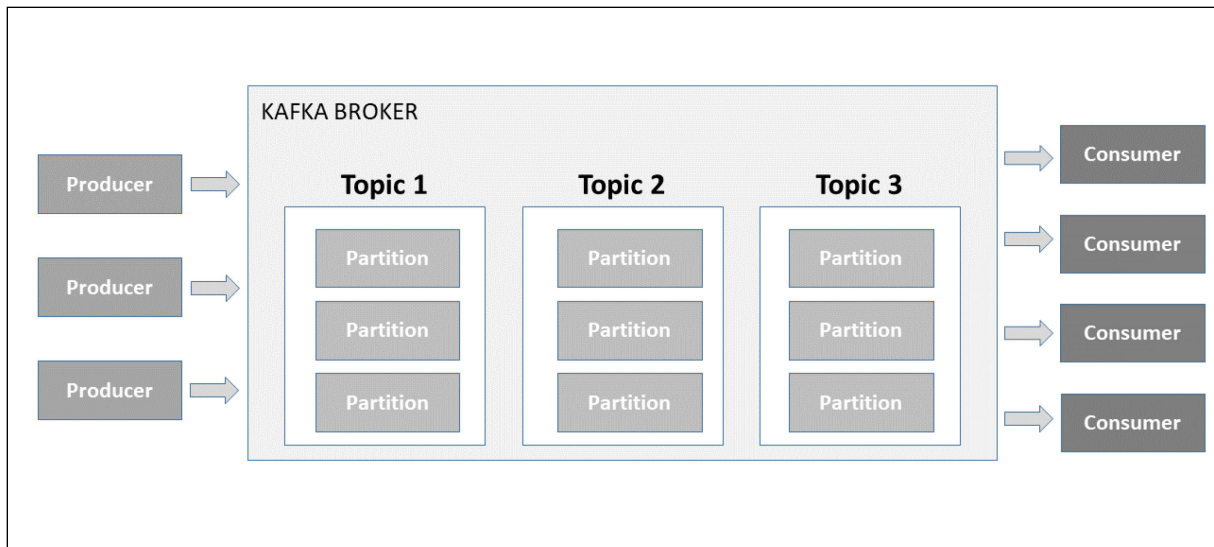 KAFKA BROKER
Producer
Producer
Producer
Topic 1
Partition
Partition
Partition
Topic 2
Partition
Partition
Partition
Topic 3
Partition
Partition
Partition
Consumer
Consumer
Consumer
Consumer